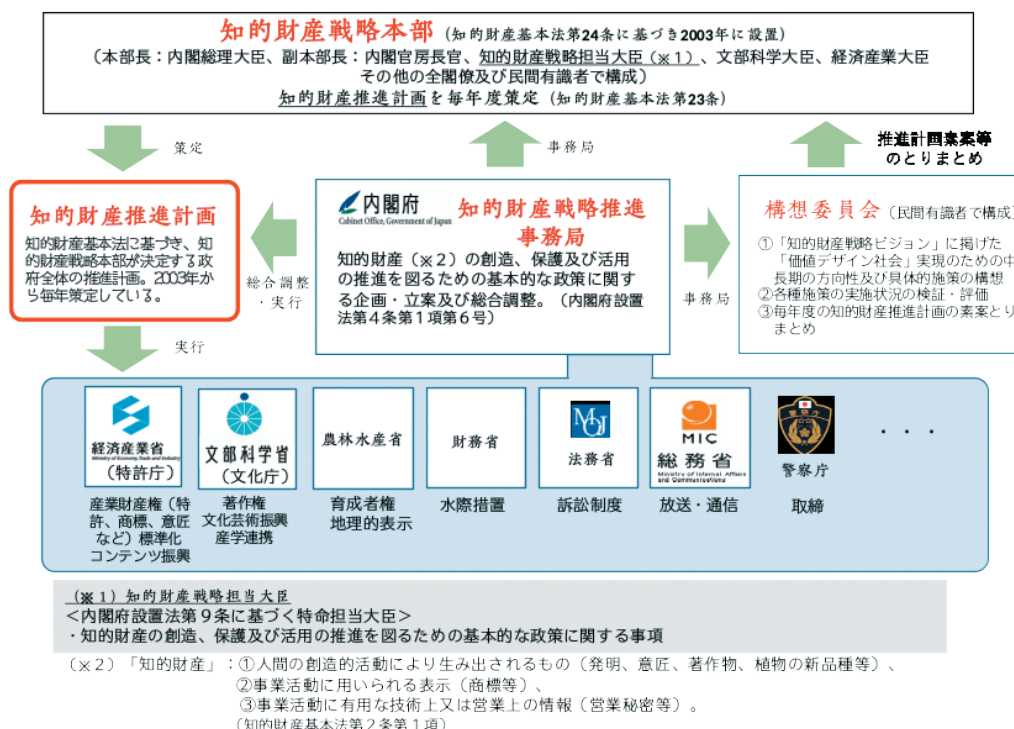 知的財産戦略本部 (知的財産基本法第24条に基づき2003年に設置)
(本部長：内閣総理大臣、副本部長：内閣官房長官、知的財産戦略担当大臣(※1)、文部科学大臣、経済産業大臣
その他の全閣僚及び民間有識者で構成)
知的財産推進計画を毎年度策定 (知的財産基本法第23条)
策定
事務局
推進計画素案等
のとりまとめ
知的財産推進計画
知的財産基本法に基づき、知
的財産戦略本部が決定する政
府全体の推進計画。2003年か
ら毎年策定している。
総合調整
・実行
内閣府
Cabinet Office, Government of Japan
知的財産戦略推進
事務局
知的財産(※2)の創造、保護及び活用
の推進を図るための基本的な政策に関す
る企画・立案及び総合調整。(内閣府設置
法第4条第1項第6号)
事務局
構想委員会 (民間有識者で構成)
①「知的財産戦略ビジョン」に掲げた
「価値デザイン社会」実現のための中
長期の方向性及び具体的施策の構想
②各種施策の実施状況の検証・評価
③毎年度の知的財産推進計画の素案とり
まとめ
実行
経済産業省
Ministry of Economy, Trade and Industry
(特許庁)
産業財産権(特
許、商標、意匠
など)標準化
コンテンツ振興
文部科学省
(文化庁)
著作権
文化芸術振興
産学連携
農林水産省
育成者権
地理的表示
財務省
水際措置
MOJ
法務省
訴訟制度
MIC
総務省
Ministry of Internal Affairs
and Communications
放送・通信
警察庁
警察庁
取締
・・・
(※1)知的財産戦略担当大臣
＜内閣府設置法第９条に基づく特命担当大臣＞
・知的財産の創造、保護及び活用の推進を図るための基本的な政策に関する事項
(※2)「知的財産」：①人間の創造的活動により生み出されるもの（発明、意匠、著作物、植物の新品種等）、
②事業活動に用いられる表示（商標等）、
③事業活動に有用な技術上又は営業上の情報（営業秘密等）。
(知的財産基本法第２条第１項)